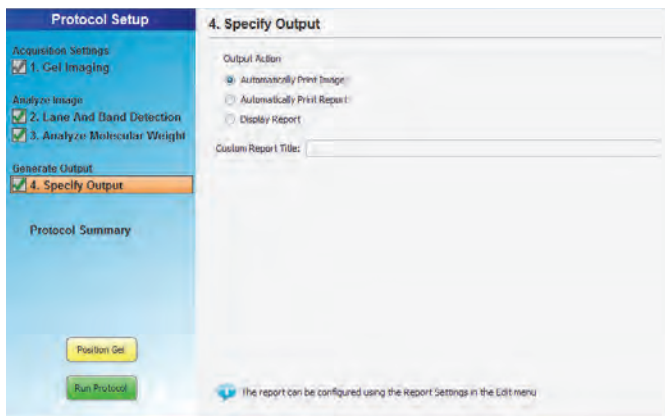 Protocol Setup
Acquisition Settings
1. Gel Imaging
Analyze Image
2. Lane And Band Detection
3. Analyze Molecular Weight
Generate Output
4. Specify Output
Protocol Summary
Position Gel
Run Protocol
4. Specify Output
Output Action
Automatically Print Image
Automatically Print Report
Display Report
Custom Report Title:
The report can be configured using the Report Settings in the Edit menu